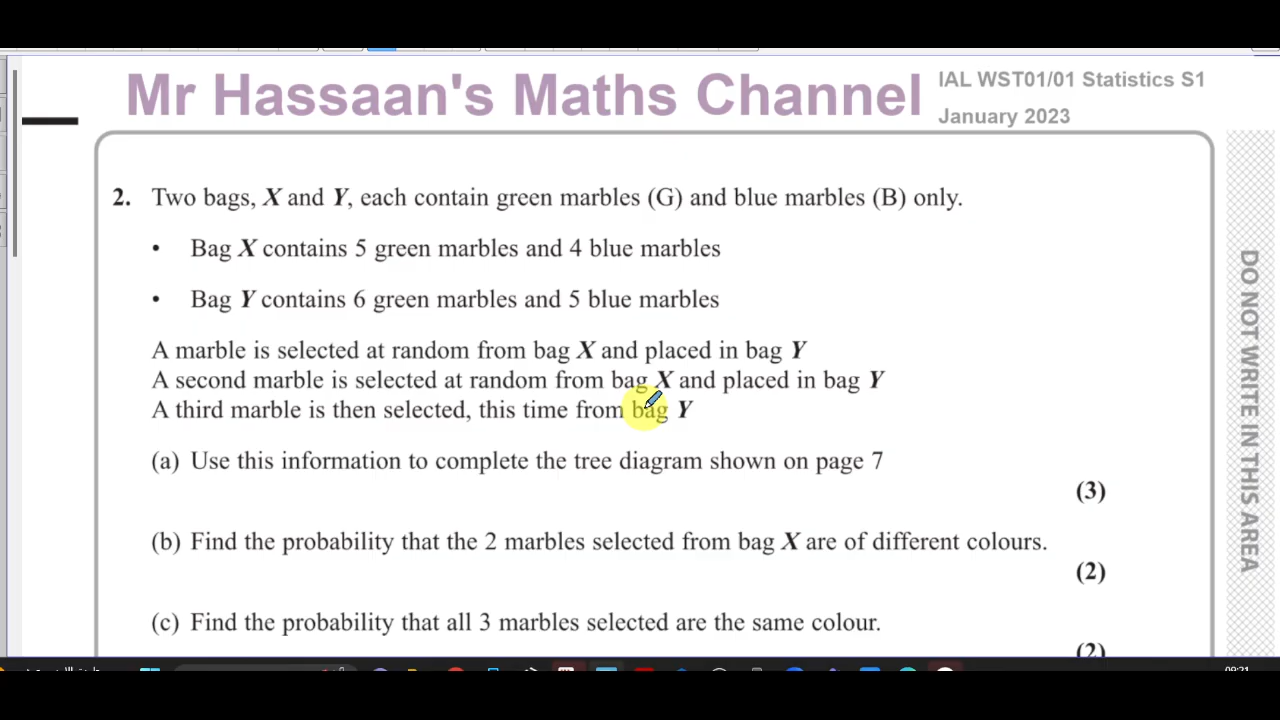 Mr Hassaan's Maths Channel
IAL WST01/01 Statistics S1
January 2023
2. Two bags, X and Y, each contain green marbles (G) and blue marbles (B) only.
• Bag X contains 5 green marbles and 4 blue marbles
• Bag Y contains 6 green marbles and 5 blue marbles
A marble is selected at random from bag X and placed in bag Y
A second marble is selected at random from bag X and placed in bag Y
A third marble is then selected, this time from bag Y
(a) Use this information to complete the tree diagram shown on page 7
(3)
(b) Find the probability that the 2 marbles selected from bag X are of different colours.
(2)
(c) Find the probability that all 3 marbles selected are the same colour.
(2)
DO NOT WRITE IN THIS AREA